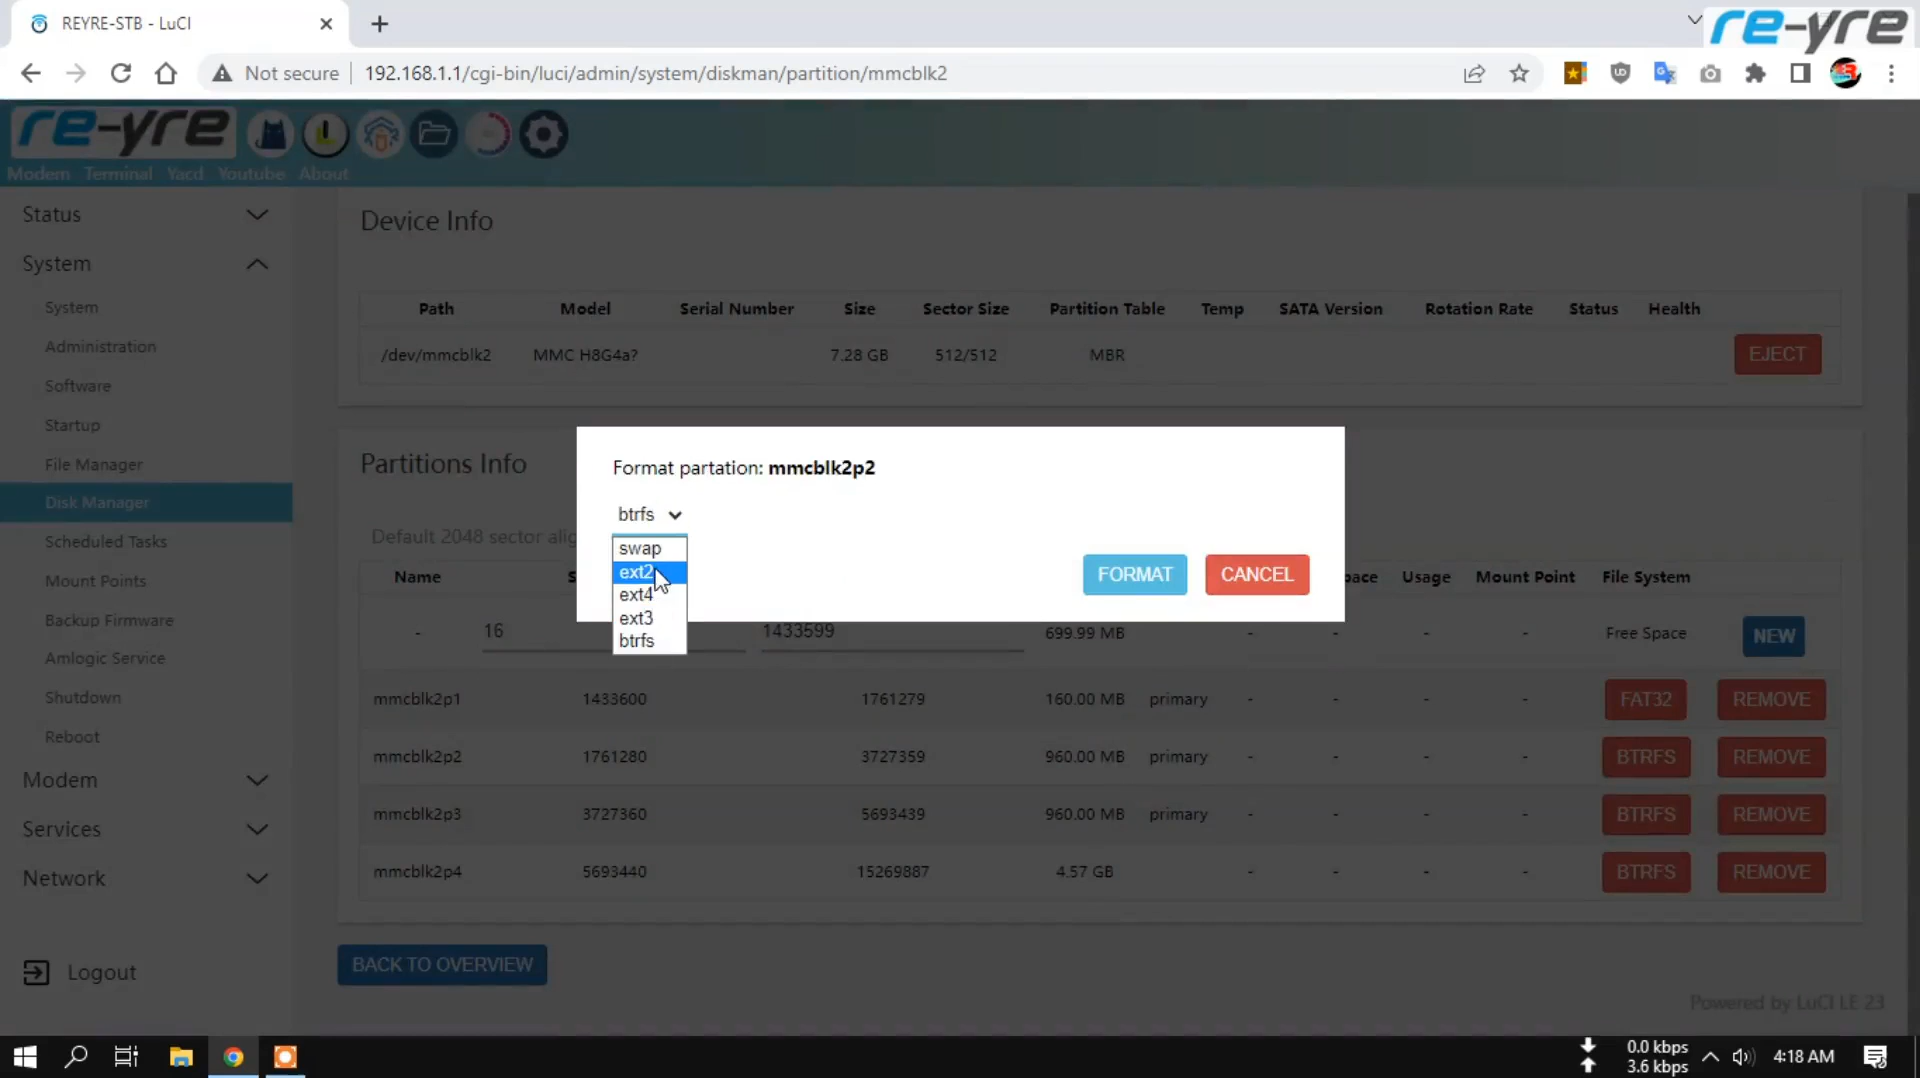 REYRE-STB - LuCI
re-yre
Not secure
192.168.1.1/cgi-bin/luci/admin/system/diskman/partition/mmcblk2
re-yre
Modem Terminal Yacd Youtube About
Status
System
System
Administration
Software
Startup
File Manager
Disk Manager
Scheduled Tasks
Mount Points
Backup Firmware
Amlogic Service
Shutdown
Reboot
Modem
Services
Network
Logout
Device Info
Path Model Serial Number Size Sector Size Partition Table Temp SATA Version Rotation Rate Status Health
/dev/mmcblk2 MMC H8G4a? 7.28 GB 512/512 MBR EJECT
Partitions Info
Default 2048 sector alig
Format partation: mmcblk2p2
btrfs
swap
ext2
ext4
ext3
btrfs
FORMAT CANCEL
Name S pace Usage Mount Point File System
- 16 1433599 699.99 MB - - - - Free Space NEW
mmcblk2p1 1433600 1761279 160.00 MB primary - - - - FAT32 REMOVE
mmcblk2p2 1761280 3727359 960.00 MB primary - - - - BTRFS REMOVE
mmcblk2p3 3727360 5693439 960.00 MB primary - - - - BTRFS REMOVE
mmcblk2p4 5693440 15269887 4.57 GB - - - - BTRFS REMOVE
BACK TO OVERVIEW
Powered by LuCI LE 23
0.0 kbps
3.6 kbps
4:18 AM